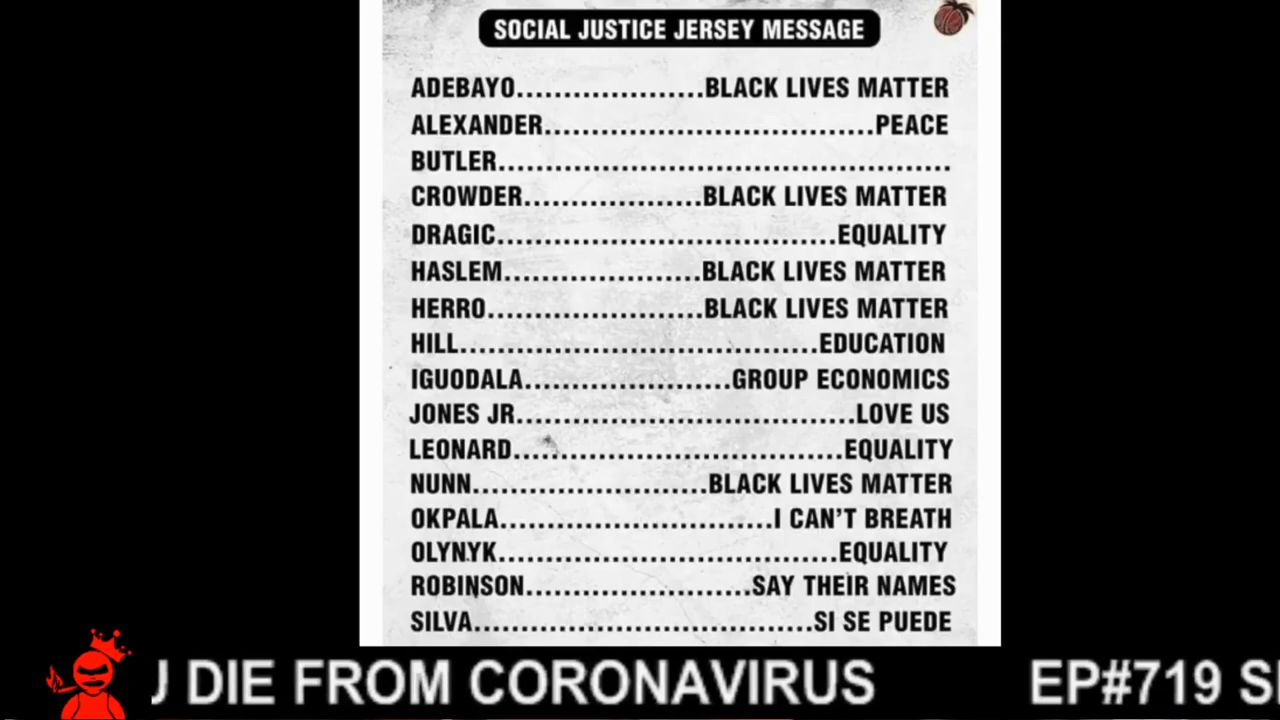 SOCIAL JUSTICE JERSEY MESSAGE
ADEBAYO....................BLACK LIVES MATTER
ALEXANDER...................................PEACE
BUTLER................................................
CROWDER...................BLACK LIVES MATTER
DRAGIC....................................EQUALITY
HASLEM.....................BLACK LIVES MATTER
HERRO.......................BLACK LIVES MATTER
HILL......................................EDUCATION
IGUODALA......................GROUP ECONOMICS
JONES JR....................................LOVE US
LEONARD...................................EQUALITY
NUNN.........................BLACK LIVES MATTER
OKPALA.............................I CAN'T BREATH
OLYNYK....................................EQUALITY
ROBINSON........................SAY THEIR NAMES
SILVA....................................SI SE PUEDE
DIE FROM CORONAVIRUS EP#719